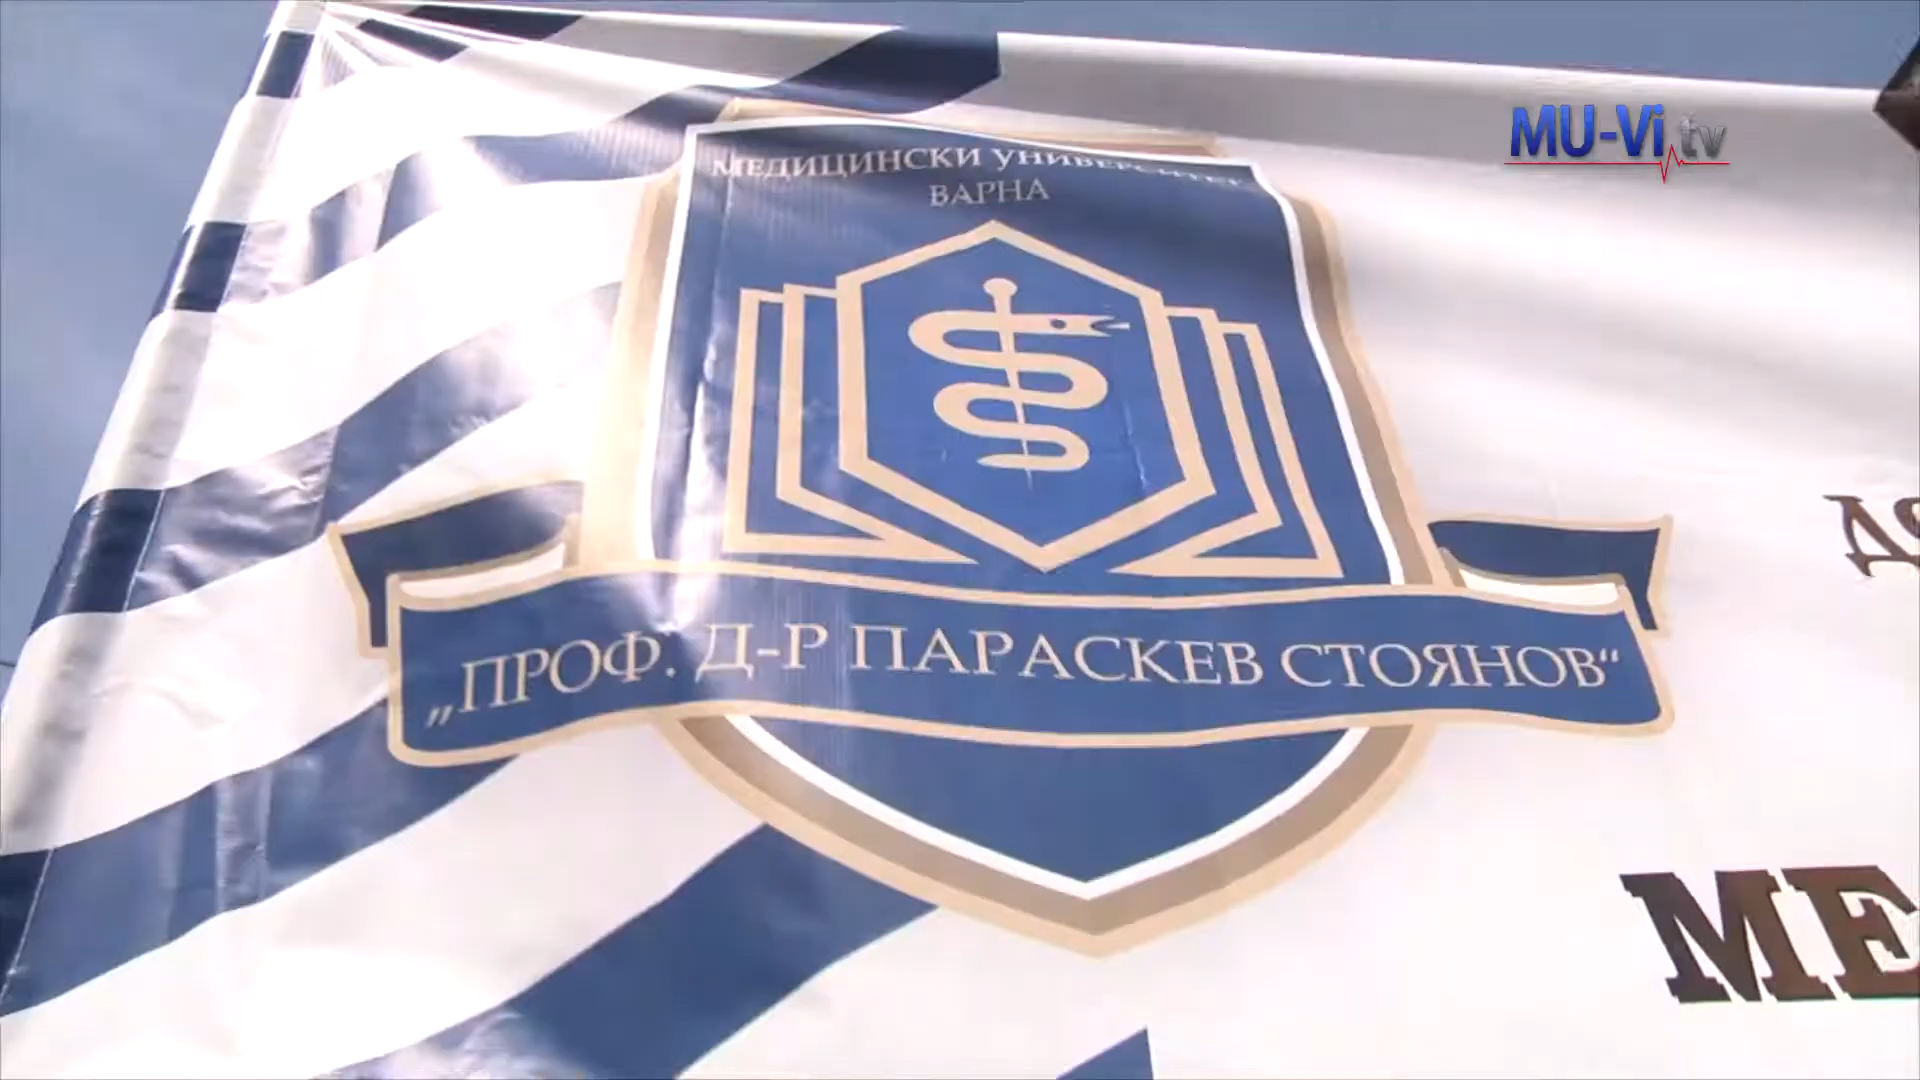 MU-Vi.tv
МЕДИЦИНСКИ УНИВЕРСИТЕТ
ВАРНА
„ПРОФ. Д-Р ПАРАСКЕВ СТОЯНОВ“